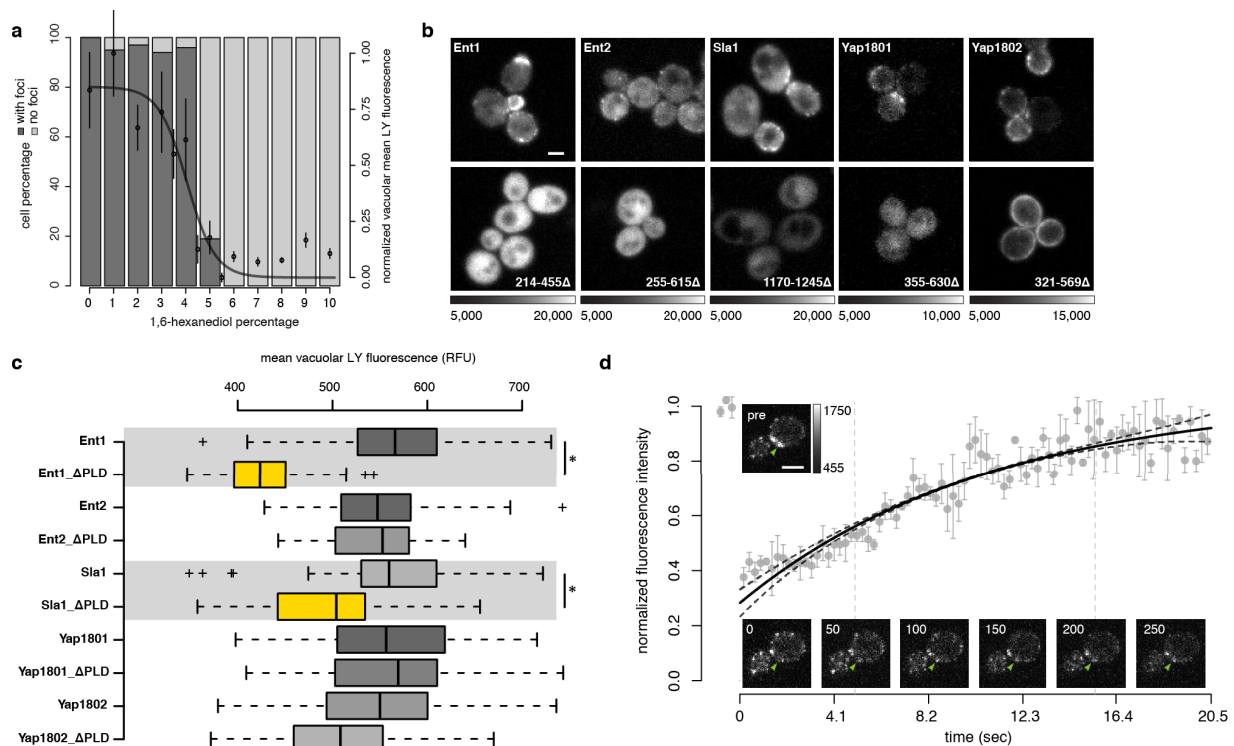 a
cell percentage
with foci
no foci
100
80
60
40
20
0
1.00
0.75
0.50
0.25
0.00
normalized vacuolar mean LY fluorescence
0 1 2 3 4 5 6 7 8 9 10
1,6-hexanediol percentage
b
Ent1 Ent2 Sla1 Yap1801 Yap1802
214-455Δ 255-615Δ 1170-1245Δ 355-630Δ 321-569Δ
5,000 20,000 5,000 20,000 5,000 20,000 5,000 10,000 5,000 15,000
c
mean vacuolar LY fluorescence (RFU)
400 500 600 700
Ent1
*
Ent1_ΔPLD
Ent2
Ent2_ΔPLD
Sla1
*
Sla1_ΔPLD
Yap1801
Yap1801_ΔPLD
Yap1802
Yap1802_ΔPLD
d
normalized fluorescence intensity
1.0
0.8
0.6
0.4
0.2
0.0
pre
1750
455
0 50 100 150 200 250
0 4.1 8.2 12.3 16.4 20.5
time (sec)